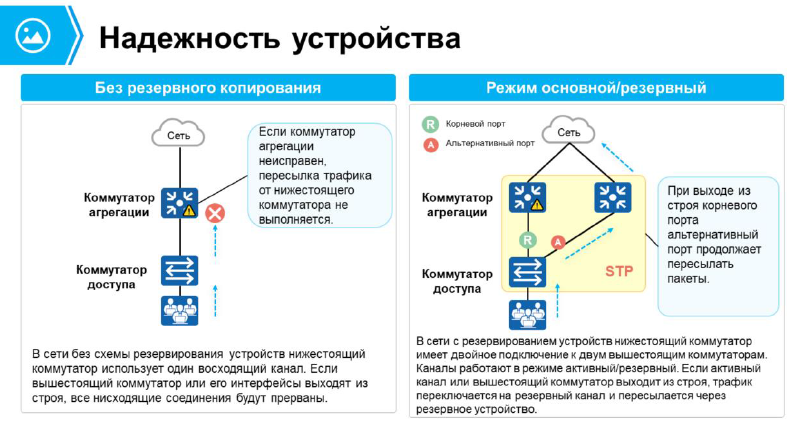 Надежность устройства
Без резервного копирования
Сеть
Если коммутатор
агрегации
неисправен,
пересылка трафика
от нижестоящего
коммутатора не
выполняется.
Коммутатор
агрегации
Коммутатор
доступа
В сети без схемы резервирования устройств нижестоящий
коммутатор использует один восходящий канал. Если
вышестоящий коммутатор или его интерфейсы выходят из
строя, все нисходящие соединения будут прерваны.
Режим основной/резервный
R Корневой порт
A Альтернативный порт
Сеть
Коммутатор
агрегации
При выходе из
строя корневого
порта
альтернативный
порт продолжает
пересылать
пакеты.
R
A
Коммутатор
доступа
STP
В сети с резервированием устройств нижестоящий коммутатор
имеет двойное подключение к двум вышестоящим коммутаторам.
Каналы работают в режиме активный/резервный. Если активный
канал или вышестоящий коммутатор выходит из строя, трафик
переключается на резервный канал и пересылается через
резервное устройство.